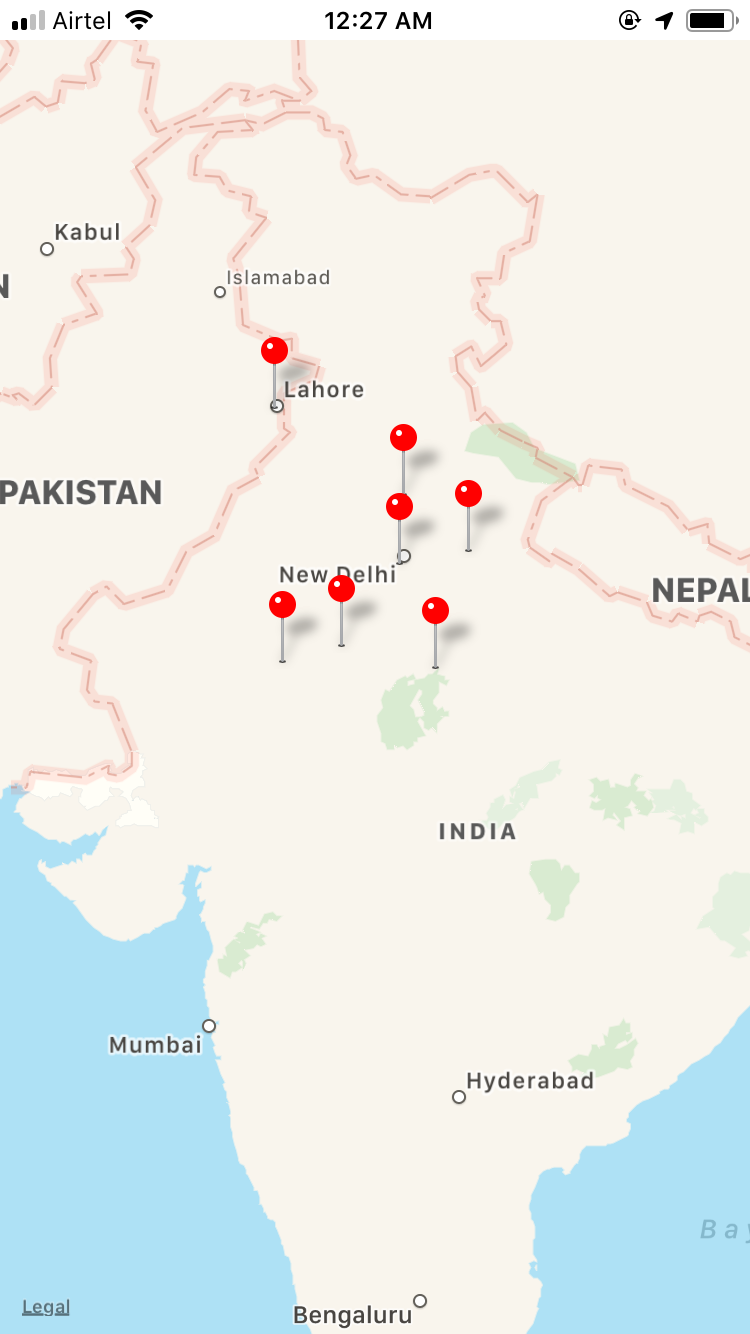 Airtel 12:27 AM
Kabul
Islamabad
N
Lahore
PAKISTAN
New Delhi
NEPAL
INDIA
Mumbai
Hyderabad
Bay
Legal
Bengaluru